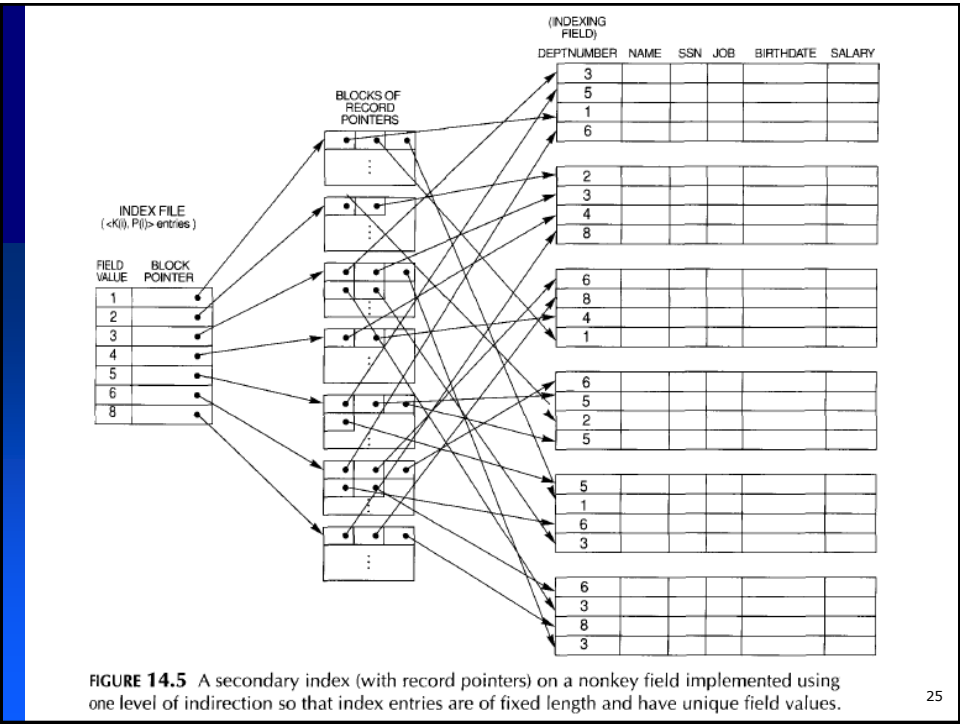 (INDEXING
FIELD)
DEPTNUMBER NAME SSN JOB BIRTHDATE SALARY
3
5
1
6
2
3
4
8
6
8
4
1
6
5
2
5
5
1
6
3
6
3
8
3
BLOCKS OF
RECORD
POINTERS
INDEX FILE
(<K(i), P(i)> entries)
FIELD
VALUE
BLOCK
POINTER
1
2
3
4
5
6
8
FIGURE 14.5 A secondary index (with record pointers) on a nonkey field implemented using
one level of indirection so that index entries are of fixed length and have unique field values.
25